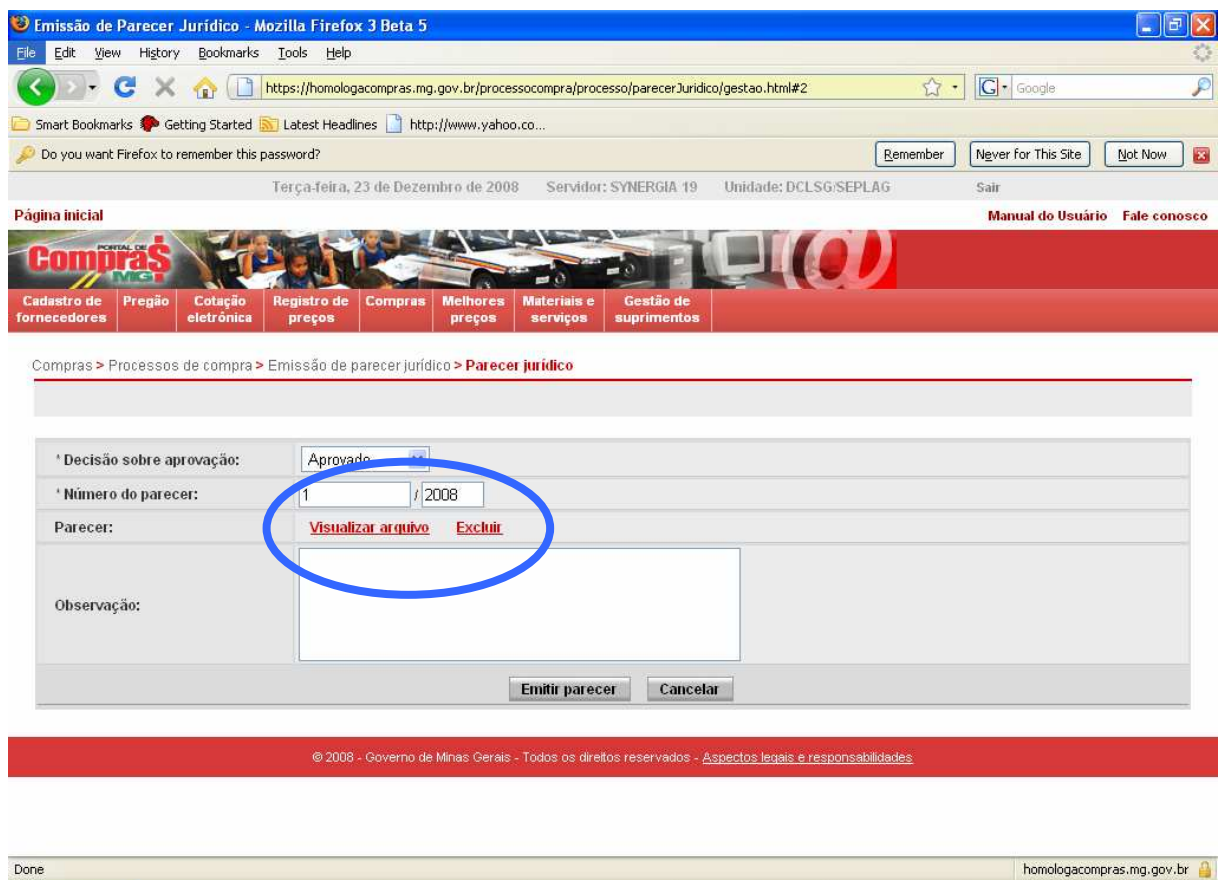 Emissão de Parecer Jurídico - Mozilla Firefox 3 Beta 5
File Edit View History Bookmarks Tools Help
https://homologacompras.mg.gov.br/processocompra/processo/parecerJuridico/gestao.html#2 G Google
Smart Bookmarks Getting Started Latest Headlines http://www.yahoo.co...
Do you want Firefox to remember this password? Remember Never for This Site Not Now
Terça-feira, 23 de Dezembro de 2008 Servidor: SYNERGIA 19 Unidade: DCLSG/SEPLAG Sair
Página inicial Manual do Usuário Fale conosco
PORTAL DE
Compra$
MG
@
Cadastro de fornecedores Pregão Cotação eletrônica Registro de preços Compras Melhores preços Materiais e serviços Gestão de suprimentos
Compras > Processos de compra > Emissão de parecer jurídico > Parecer jurídico
* Decisão sobre aprovação: Aprovado
* Número do parecer: 1 / 2008
Parecer: Visualizar arquivo Excluir
Observação:
Emitir parecer Cancelar
© 2008 - Governo de Minas Gerais - Todos os direitos reservados - Aspectos legais e responsabilidades
Done homologacompras.mg.gov.br